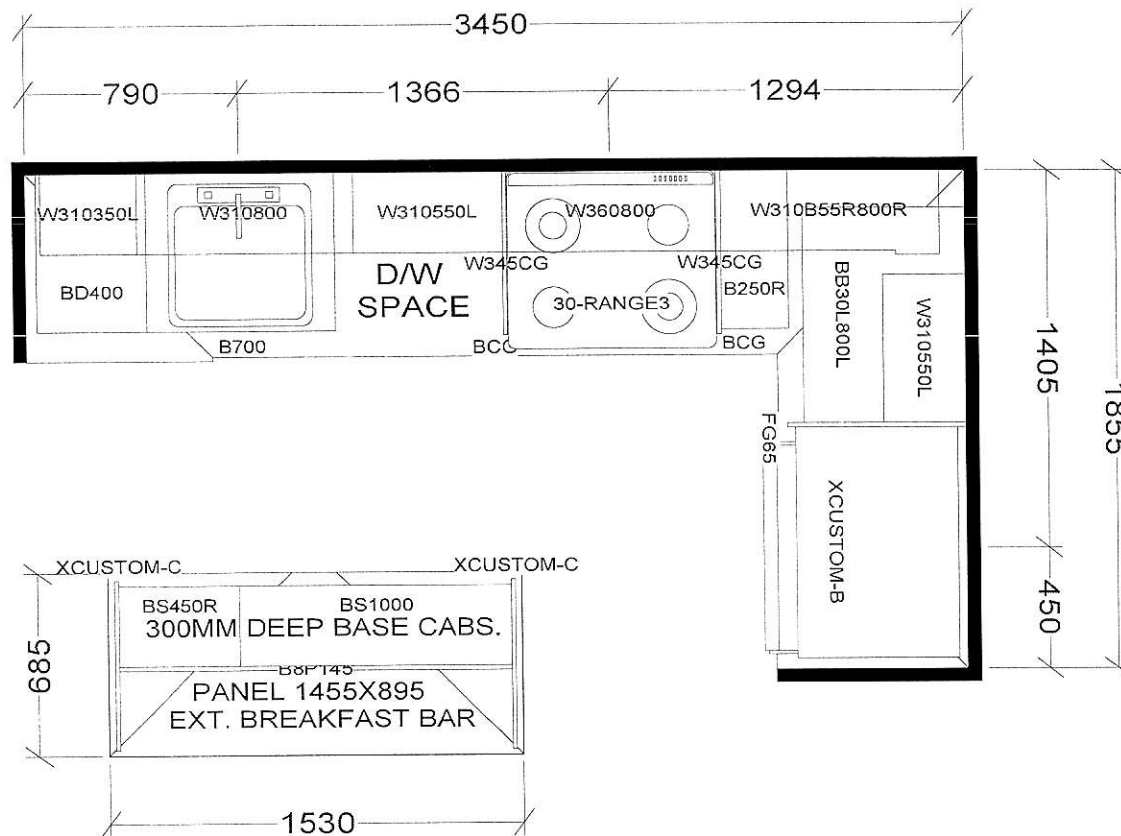 3450
790
1366
1294
W310350L
W310800
W310550L
W360800
W310B55R800R
W345CG
W345CG
BD400
D/W
SPACE
30-RANGE3
B250R
BB30L800L
W310550L
B700
BCG
BCG
FG65
XCUSTOM-B
1405
1855
450
XCUSTOM-C
XCUSTOM-C
BS450R
BS1000
300MM DEEP BASE CABS.
B8P145
PANEL 1455X895
EXT. BREAKFAST BAR
685
1530